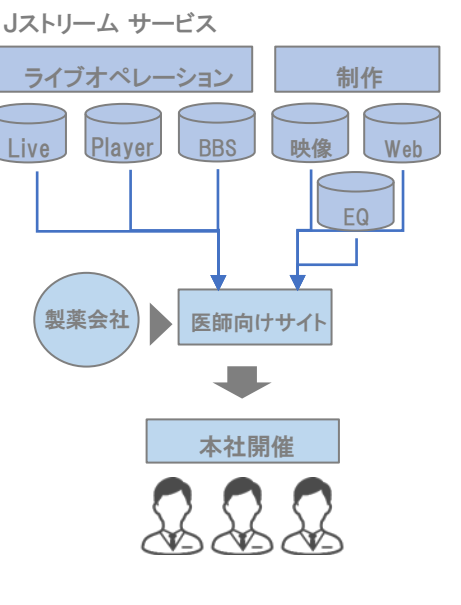 Jストリーム サービス
ライブオペレーション
制作
Live
Player
BBS
映像
Web
EQ
製薬会社
医師向けサイト
本社開催